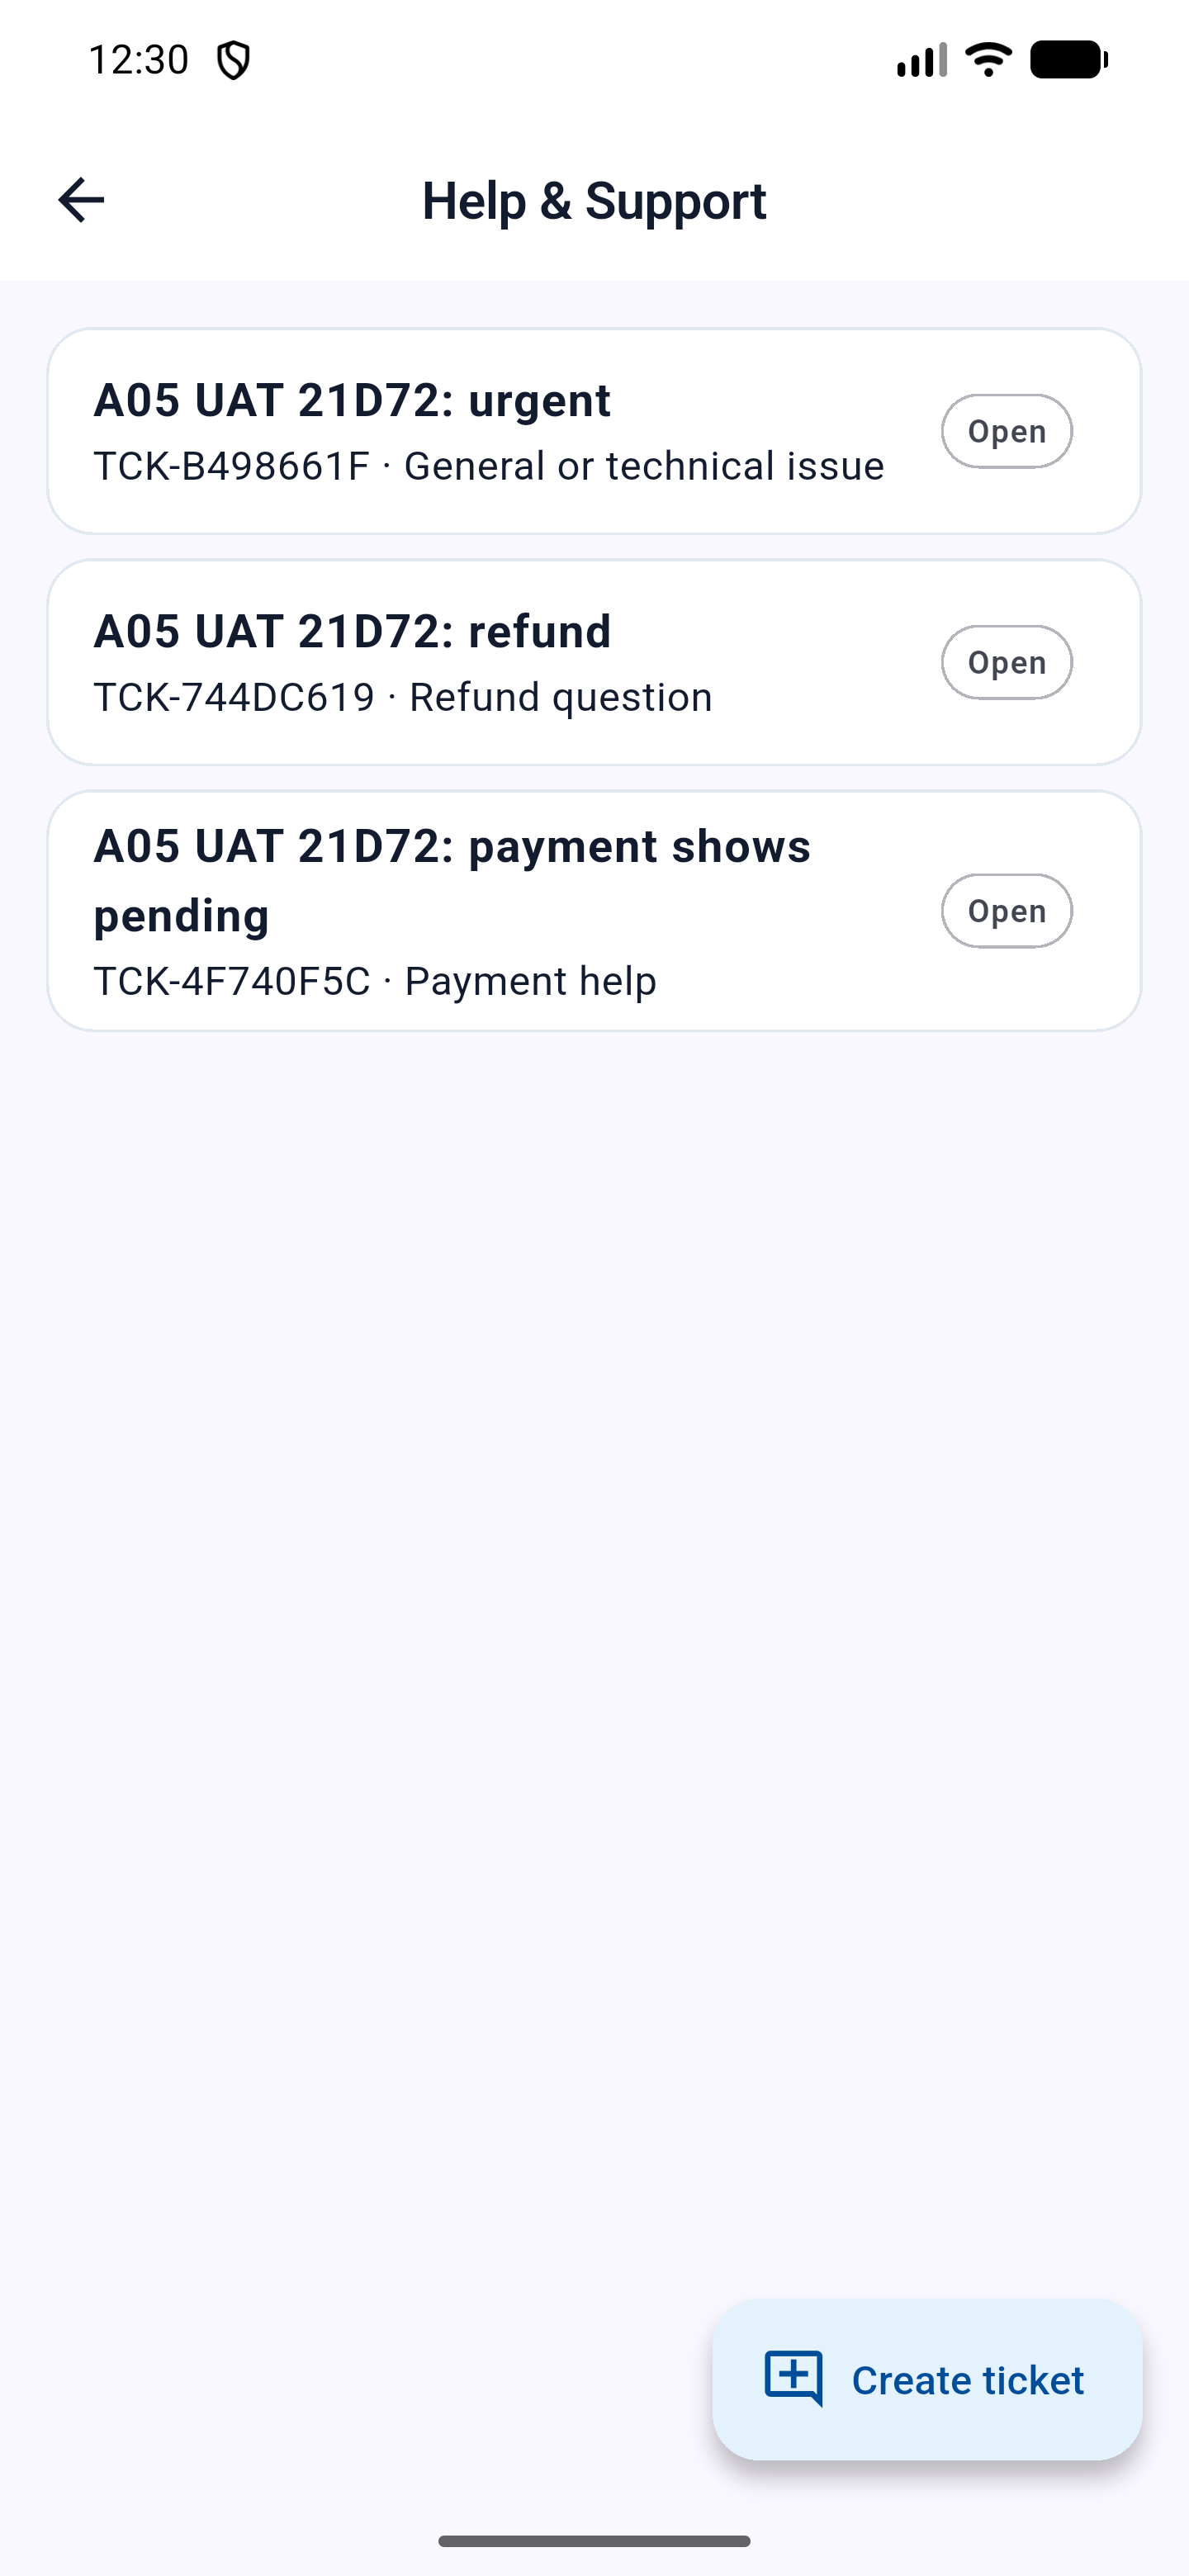 12:30
Help & Support
A05 UAT 21D72: urgent
TCK-B498661F · General or technical issue
Open
A05 UAT 21D72: refund
TCK-744DC619 · Refund question
Open
A05 UAT 21D72: payment shows
pending
TCK-4F740F5C · Payment help
Open
Create ticket